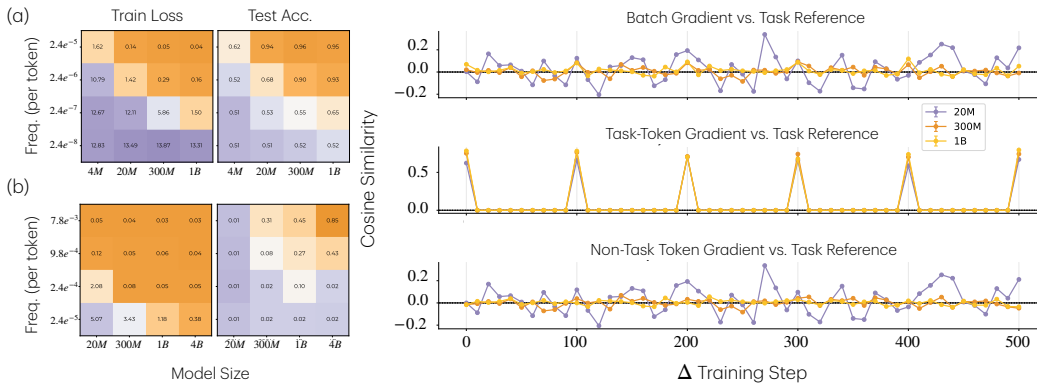 (a)
Train Loss
Test Acc.
Freq. (per token)
2.4e⁻⁵
1.62 0.14 0.05 0.04
0.62 0.94 0.96 0.95
2.4e⁻⁶
10.79 1.42 0.29 0.16
0.52 0.68 0.90 0.93
2.4e⁻⁷
12.67 12.11 5.86 1.50
0.51 0.53 0.55 0.65
2.4e⁻⁸
12.83 13.49 13.87 13.31
0.51 0.51 0.51 0.52
4M 20M 300M 1B
4M 20M 300M 1B
(b)
Freq. (per token)
7.8e⁻³
0.05 0.04 0.03 0.03
0.01 0.31 0.45 0.85
9.8e⁻⁴
0.12 0.05 0.06 0.04
0.01 0.08 0.27 0.43
2.4e⁻⁴
2.08 0.08 0.05 0.05
0.01 0.02 0.10 0.02
2.4e⁻⁵
5.07 3.43 1.18 0.38
0.01 0.02 0.02 0.02
20M 300M 1B 4B
20M 300M 1B 4B
Model Size
Cosine Similarity
Batch Gradient vs. Task Reference
0.2
0.0
−0.2
20M
300M
1B
Task-Token Gradient vs. Task Reference
0.5
0.0
Non-Task Token Gradient vs. Task Reference
0.2
0.0
−0.2
0 100 200 300 400 500
Δ Training Step